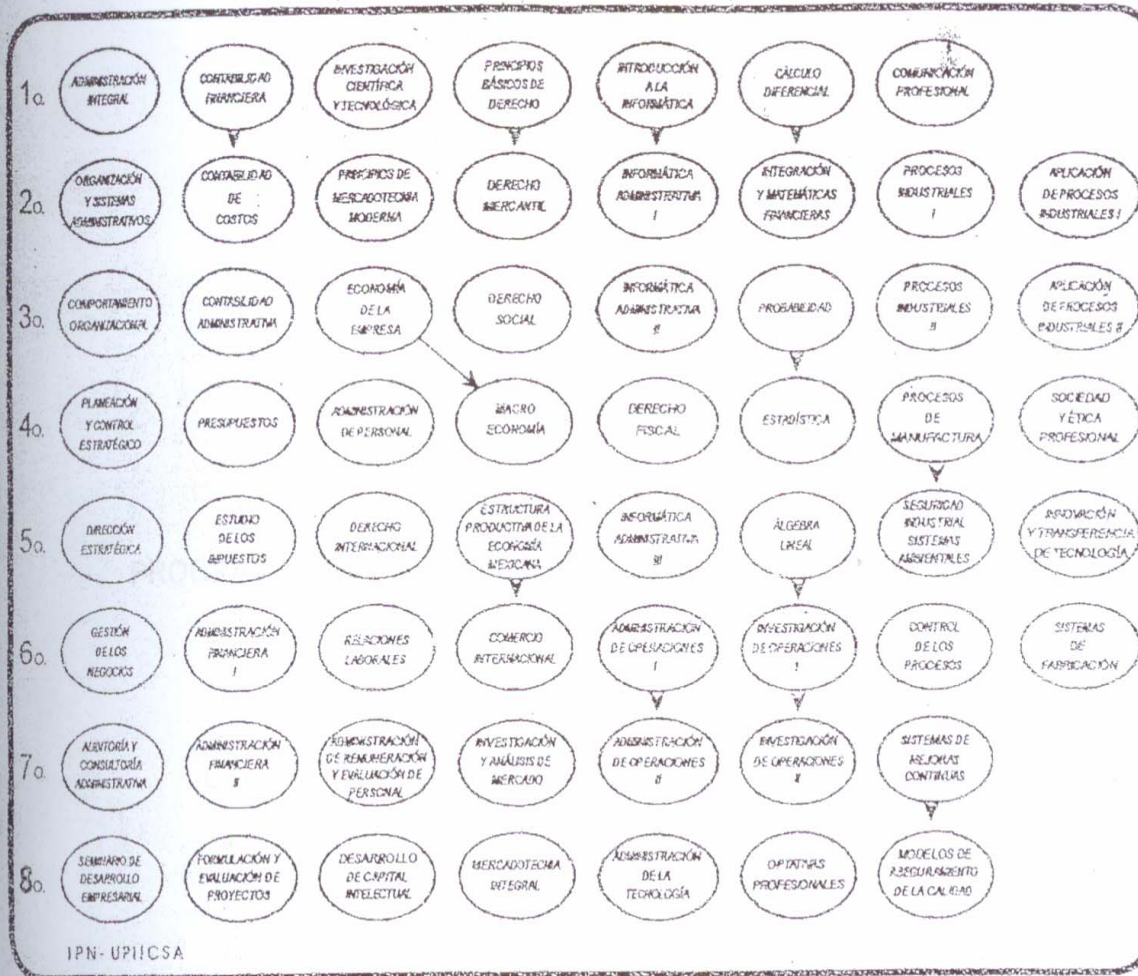 1o.
ADMINISTRACIÓN
INTEGRAL
CONTABILIDAD
FINANCIERA
INVESTIGACIÓN
CIENTÍFICA
Y TECNOLÓGICA
PRINCIPIOS
BÁSICOS DE
DERECHO
INTRODUCCIÓN
A LA
INFORMÁTICA
CÁLCULO
DIFERENCIAL
COMUNICACIÓN
PROFESIONAL
2o.
ORGANIZACIÓN
Y SISTEMAS
ADMINISTRATIVOS
CONTABILIDAD
DE
COSTOS
PRINCIPIOS DE
MERCADOTECNIA
MODERNA
DERECHO
MERCANTIL
INFORMÁTICA
ADMINISTRATIVA
I
INTEGRACIÓN
Y MATEMÁTICAS
FINANCIERAS
PROCESOS
INDUSTRIALES
I
APLICACIÓN
DE PROCESOS
INDUSTRIALES I
3o.
COMPORTAMIENTO
ORGANIZACIONAL
CONTABILIDAD
ADMINISTRATIVA
ECONOMÍA
DE LA
EMPRESA
DERECHO
SOCIAL
INFORMÁTICA
ADMINISTRATIVA
II
PROBABILIDAD
PROCESOS
INDUSTRIALES
II
APLICACIÓN
DE PROCESOS
INDUSTRIALES II
4o.
PLANEACIÓN
Y CONTROL
ESTRATÉGICO
PRESUPUESTOS
ADMINISTRACIÓN
DE PERSONAL
MACRO
ECONOMÍA
DERECHO
FISCAL
ESTADÍSTICA
PROCESOS
DE
MANUFACTURA
SOCIEDAD
Y ÉTICA
PROFESIONAL
5o.
DIRECCIÓN
ESTRATÉGICA
ESTUDIO
DE LOS
IMPUESTOS
DERECHO
INTERNACIONAL
ESTRUCTURA
PRODUCTIVA DE LA
ECONOMÍA
MEXICANA
INFORMÁTICA
ADMINISTRATIVA
III
ÁLGEBRA
LINEAL
SEGURIDAD
INDUSTRIAL
SISTEMAS
AMBIENTALES
INNOVACIÓN
Y TRANSFERENCIA
DE TECNOLOGÍA
6o.
GESTIÓN
DE LOS
NEGOCIOS
ADMINISTRACIÓN
FINANCIERA
I
RELACIONES
LABORALES
COMERCIO
INTERNACIONAL
ADMINISTRACIÓN
DE OPERACIONES
I
INVESTIGACIÓN
DE OPERACIONES
I
CONTROL
DE LOS
PROCESOS
SISTEMAS
DE
FABRICACIÓN
7o.
AUDITORÍA Y
CONSULTORÍA
ADMINISTRATIVA
ADMINISTRACIÓN
FINANCIERA
II
ADMINISTRACIÓN
DE REMUNERACIÓN
Y EVALUACIÓN DE
PERSONAL
INVESTIGACIÓN
Y ANÁLISIS DE
MERCADO
ADMINISTRACIÓN
DE OPERACIONES
II
INVESTIGACIÓN
DE OPERACIONES
II
SISTEMAS DE
MEJORAS
CONTINUAS
8o.
SEMINARIO DE
DESARROLLO
EMPRESARIAL
FORMULACIÓN Y
EVALUACIÓN DE
PROYECTOS
DESARROLLO
DE CAPITAL
INTELECTUAL
MERCADOTECNIA
INTEGRAL
ADMINISTRACIÓN
DE LA
TECNOLOGÍA
OPTATIVAS
PROFESIONALES
MODELOS DE
ASEGURAMIENTO
DE LA CALIDAD
IPN-UPIICSA